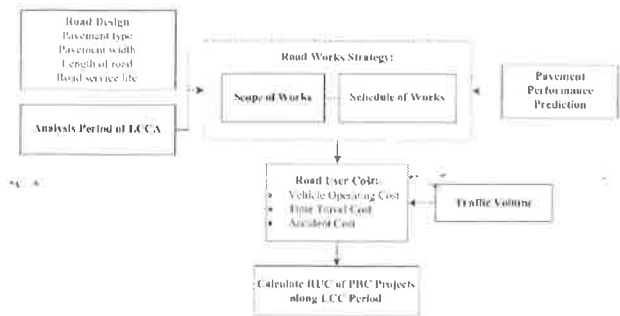 Road Design
Pavement type
Pavement width
Length of road
Road service life
Analysis Period of LCCA
Road Works Strategy:
Scope of Works
Schedule of Works
Pavement
Performance
Prediction
Road User Cost:
Vehicle Operating Cost
Time Travel Cost
Accident Cost
Traffic Volume
Calculate RUC of PBC Projects
along LCC Period